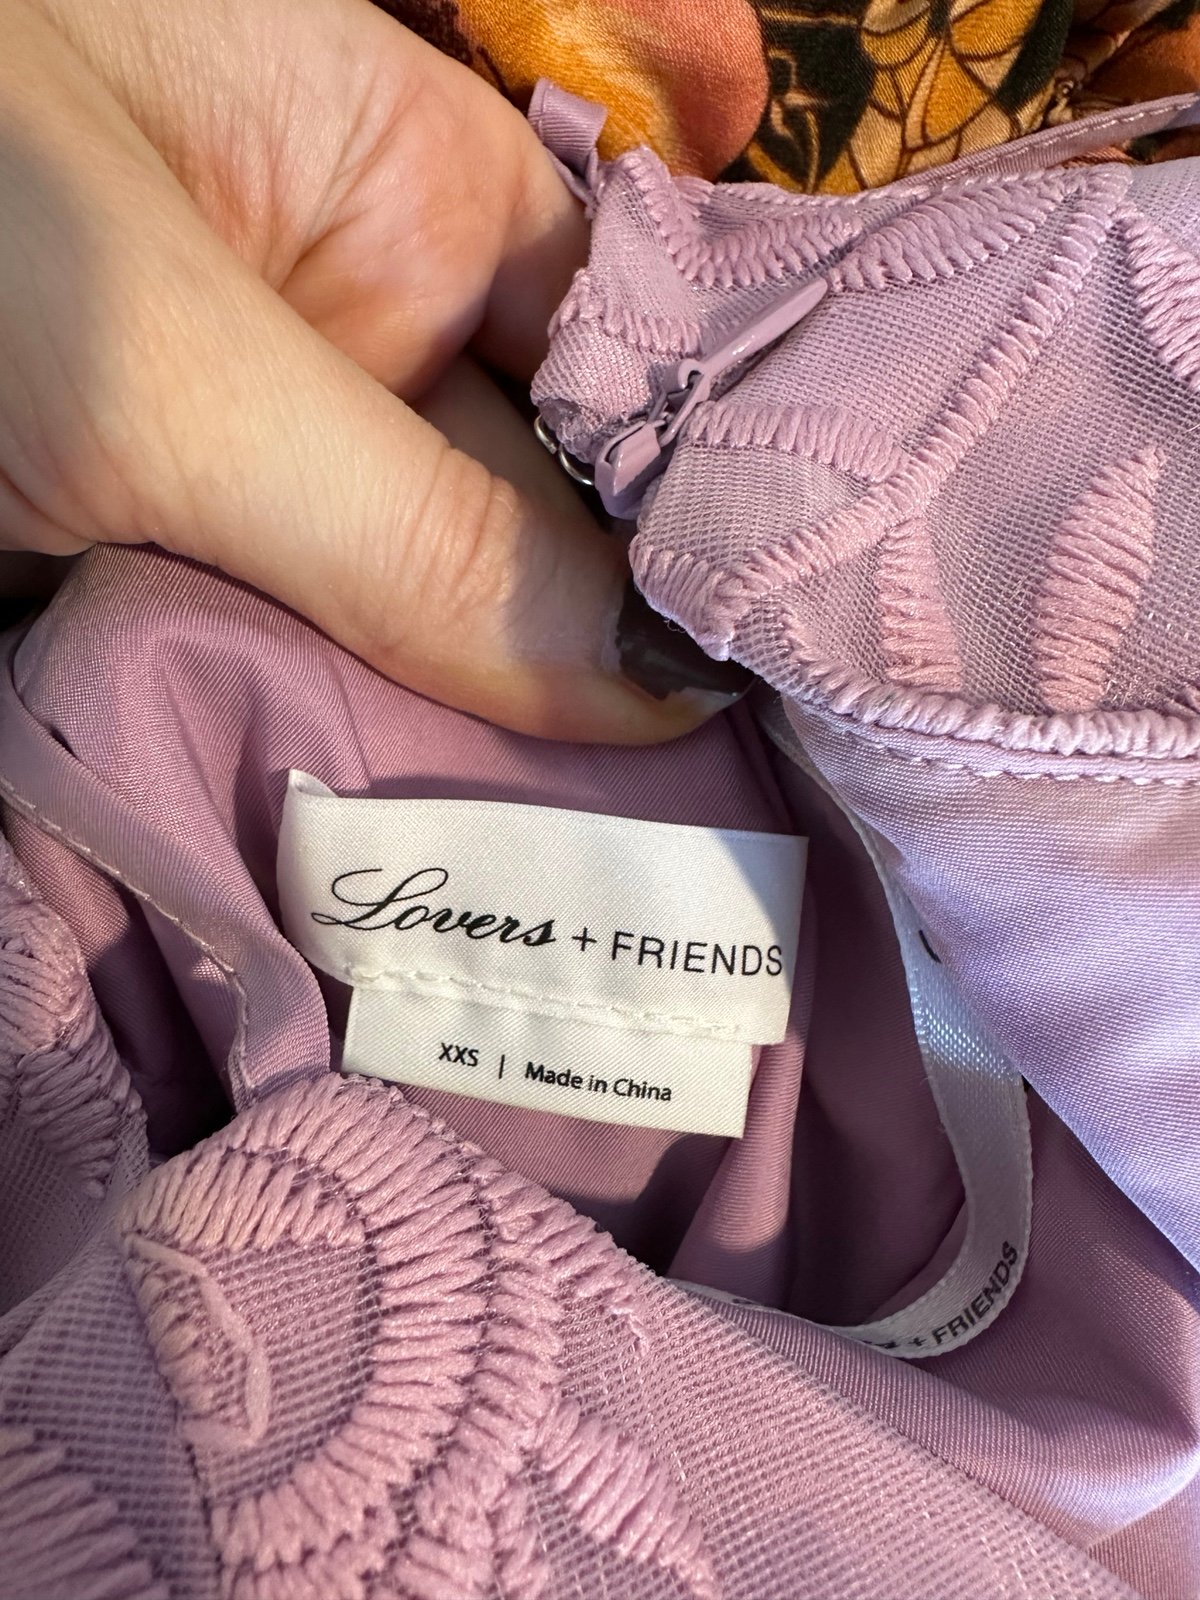 Lovers + FRIENDS
XXS | Made in China
+ FRIENDS